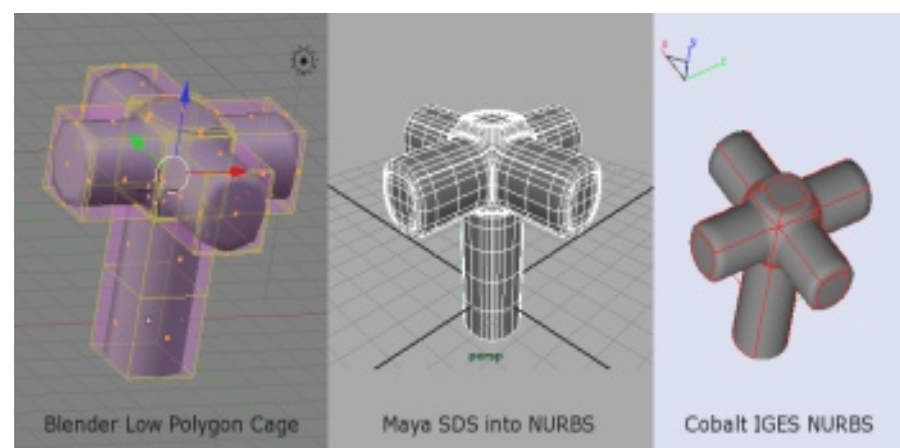 persp
Blender Low Polygon Cage
Maya SDS into NURBS
Cobalt IGES NURBS